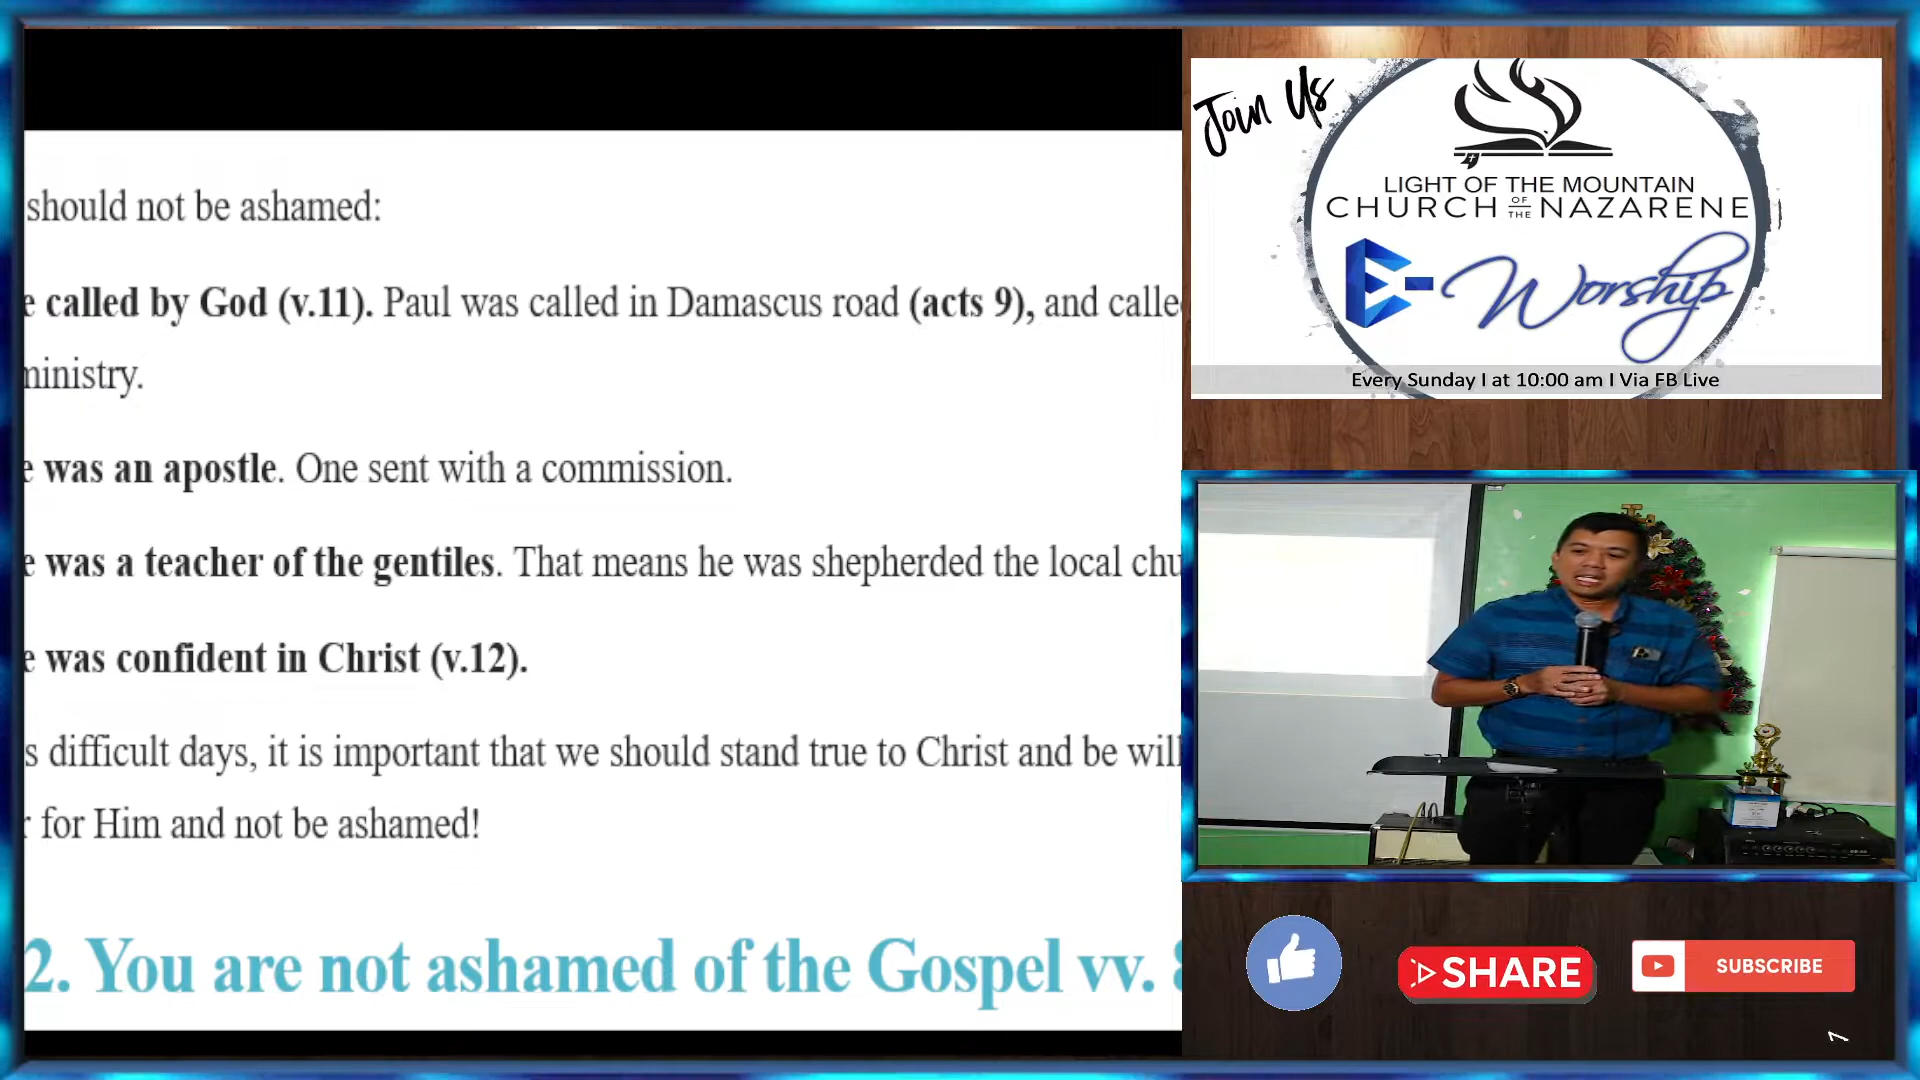 should not be ashamed:
e called by God (v.11). Paul was called in Damascus road (acts 9), and calle
ministry.
e was an apostle. One sent with a commission.
e was a teacher of the gentiles. That means he was shepherded the local chu
e was confident in Christ (v.12).
s difficult days, it is important that we should stand true to Christ and be will
r for Him and not be ashamed!
2. You are not ashamed of the Gospel vv. 8
Join Us
LIGHT OF THE MOUNTAIN
CHURCH OF THE NAZARENE
E-Worship
Every Sunday I at 10:00 am I Via FB Live
SHARE
SUBSCRIBE